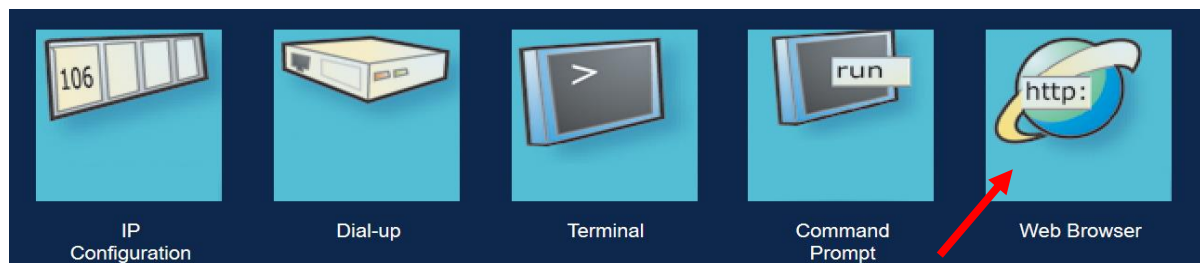 106
>
run
http:
IP
Configuration
Dial-up
Terminal
Command
Prompt
Web Browser